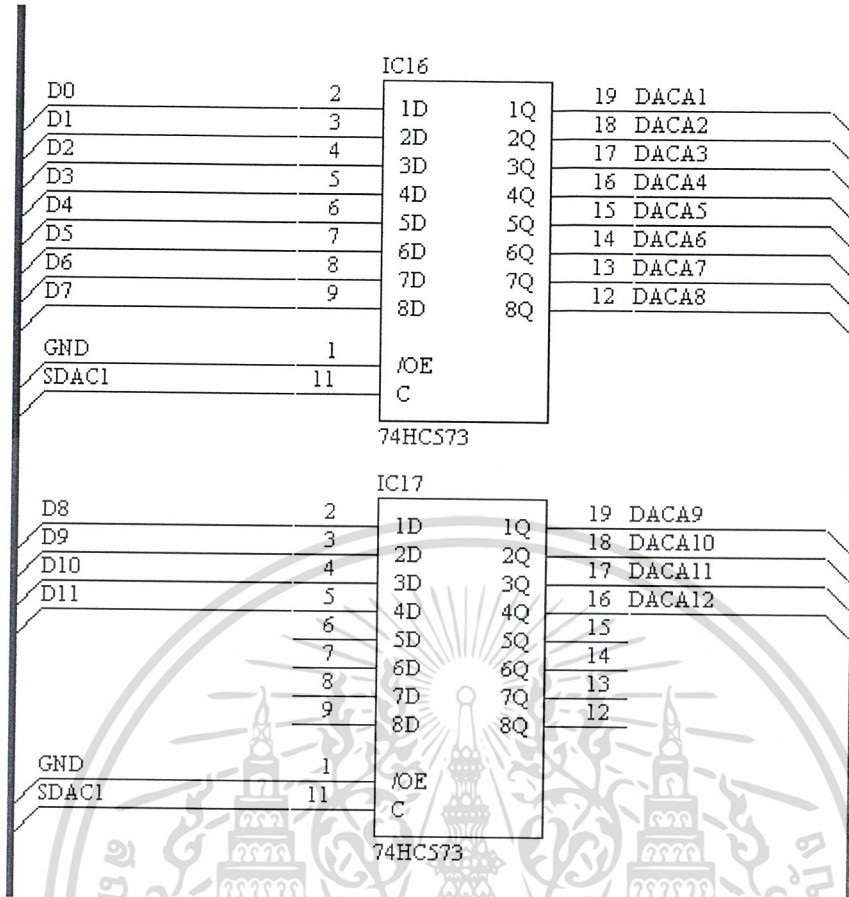 IC16
D0 2 1D 1Q 19 DACA1
D1 3 2D 2Q 18 DACA2
D2 4 3D 3Q 17 DACA3
D3 5 4D 4Q 16 DACA4
D4 6 5D 5Q 15 DACA5
D5 7 6D 6Q 14 DACA6
D6 8 7D 7Q 13 DACA7
D7 9 8D 8Q 12 DACA8
GND 1 /OE
SDAC1 11 C
74HC573
IC17
D8 2 1D 1Q 19 DACA9
D9 3 2D 2Q 18 DACA10
D10 4 3D 3Q 17 DACA11
D11 5 4D 4Q 16 DACA12
6 5D 5Q 15
7 6D 6Q 14
8 7D 7Q 13
9 8D 8Q 12
GND 1 /OE
SDAC1 11 C
74HC573